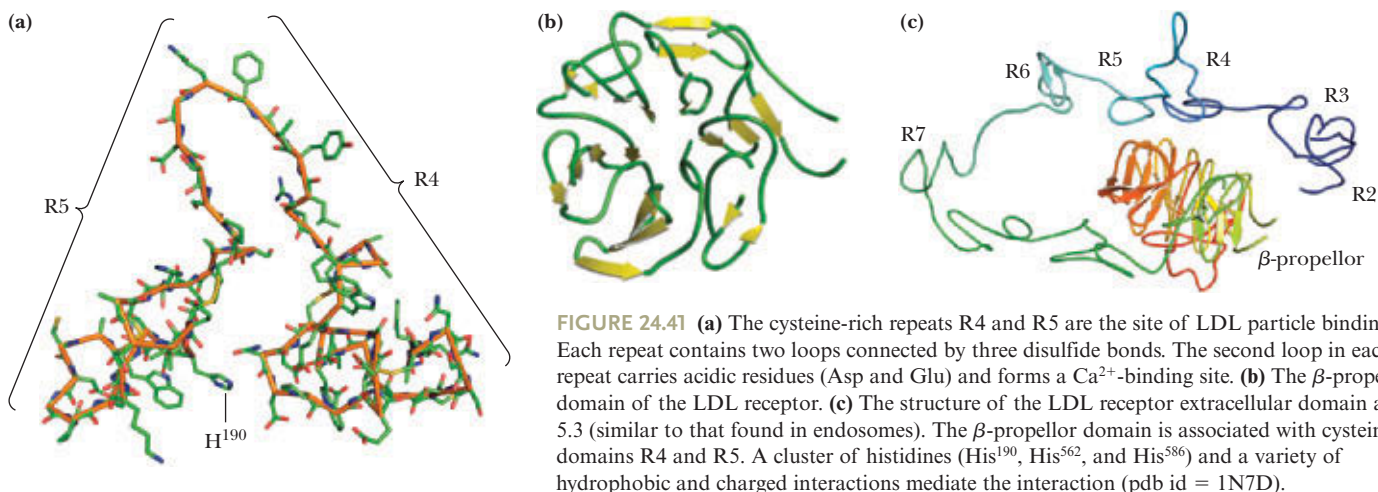 (a)
R5
R4
H190
(b)
(c)
R6
R5
R4
R3
R7
R2
β-propellor
FIGURE 24.41 (a) The cysteine-rich repeats R4 and R5 are the site of LDL particle bindin
Each repeat contains two loops connected by three disulfide bonds. The second loop in eac
repeat carries acidic residues (Asp and Glu) and forms a Ca2+-binding site. (b) The β-prope
domain of the LDL receptor. (c) The structure of the LDL receptor extracellular domain a
5.3 (similar to that found in endosomes). The β-propellor domain is associated with cystein
domains R4 and R5. A cluster of histidines (His190, His562, and His586) and a variety of
hydrophobic and charged interactions mediate the interaction (pdb id = 1N7D).